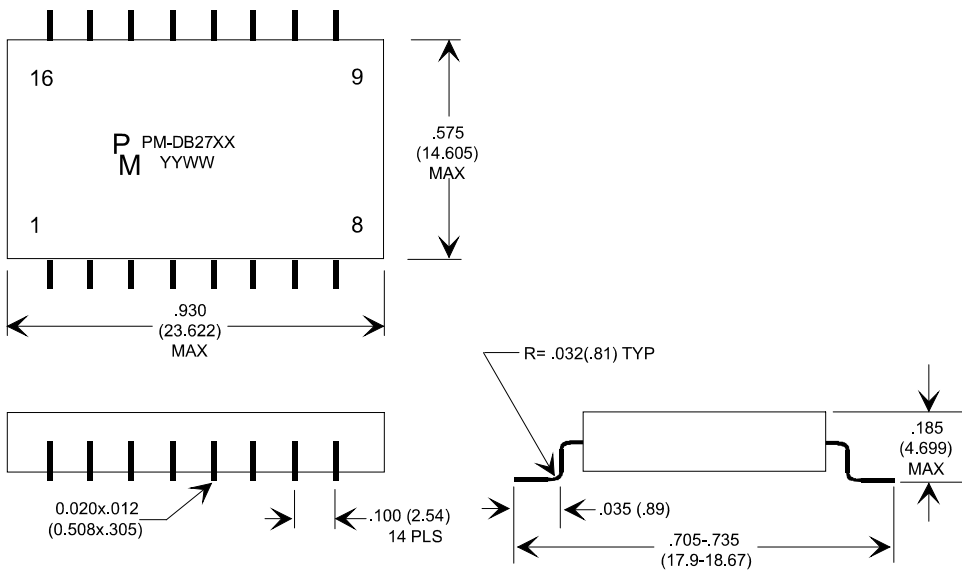 16
9
P
M
PM-DB27XX
YYWW
1
8
.575
(14.605)
MAX
.930
(23.622)
MAX
R= .032(.81) TYP
.185
(4.699)
MAX
0.020x.012
(0.508x.305)
.100 (2.54)
14 PLS
.035 (.89)
.705-.735
(17.9-18.67)